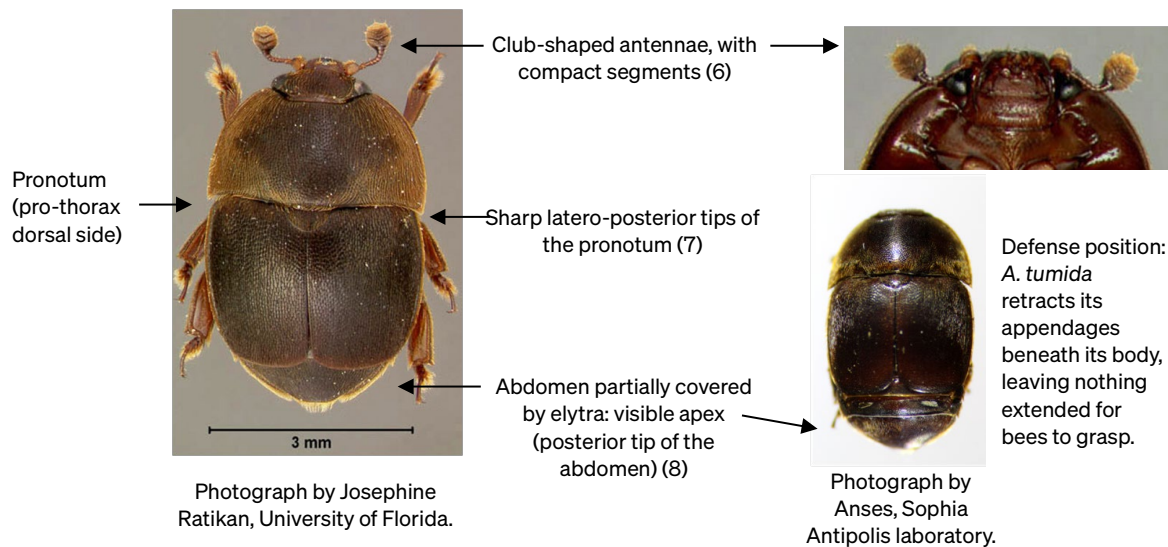 Club-shaped antennae, with
compact segments (6)
Pronotum
(pro-thorax
dorsal side)
Sharp latero-posterior tips of
the pronotum (7)
Defense position:
A. tumida
retracts its
appendages
beneath its body,
leaving nothing
extended for
bees to grasp.
Abdomen partially covered
by elytra: visible apex
(posterior tip of the
abdomen) (8)
3 mm
Photograph by Josephine
Ratikan, University of Florida.
Photograph by
Anses, Sophia
Antipolis laboratory.